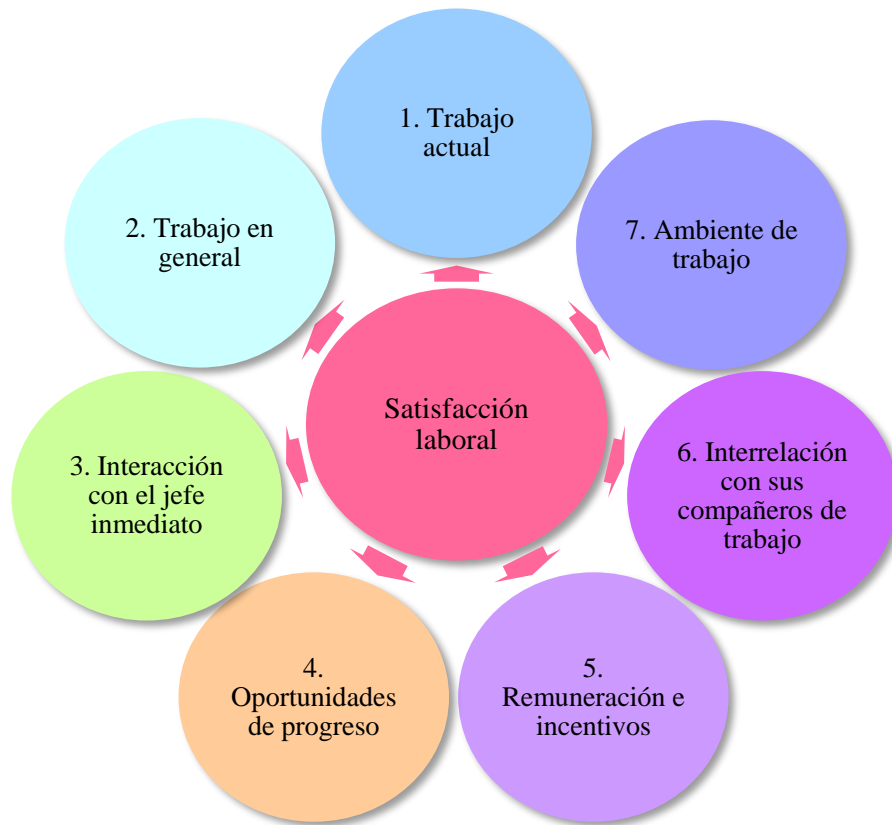 1. Trabajo
actual
2. Trabajo en
general
7. Ambiente de
trabajo
Satisfacción
laboral
3. Interacción
con el jefe
inmediato
6. Interrelación
con sus
compañeros de
trabajo
4.
Oportunidades
de progreso
5.
Remuneración e
incentivos